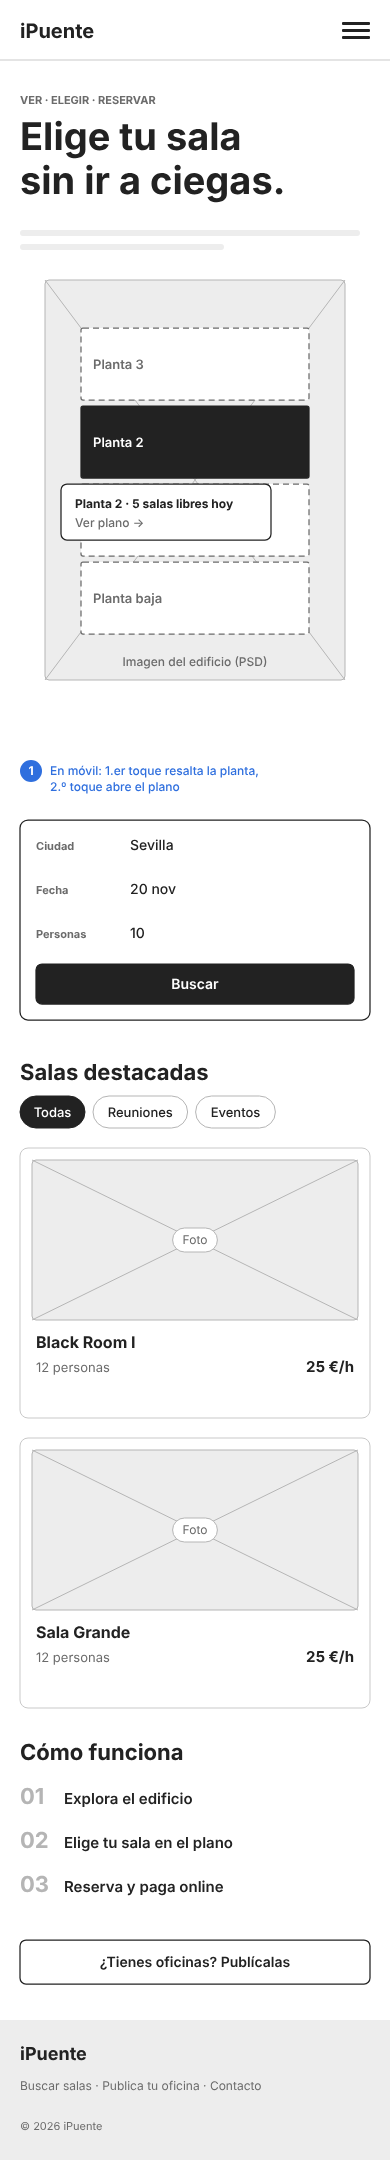 iPuente
VER · ELEGIR · RESERVAR
Elige tu sala
sin ir a ciegas.
Planta 3
Planta 2
Planta 2 · 5 salas libres hoy
Ver plano →
Planta baja
Imagen del edificio (PSD)
1 En móvil: 1.er toque resalta la planta,
2.º toque abre el plano
Ciudad Sevilla
Fecha 20 nov
Personas 10
Buscar
Salas destacadas
Todas Reuniones Eventos
Foto
Black Room I
12 personas 25 €/h
Foto
Sala Grande
12 personas 25 €/h
Cómo funciona
01 Explora el edificio
02 Elige tu sala en el plano
03 Reserva y paga online
¿Tienes oficinas? Publícalas
iPuente
Buscar salas · Publica tu oficina · Contacto
© 2026 iPuente